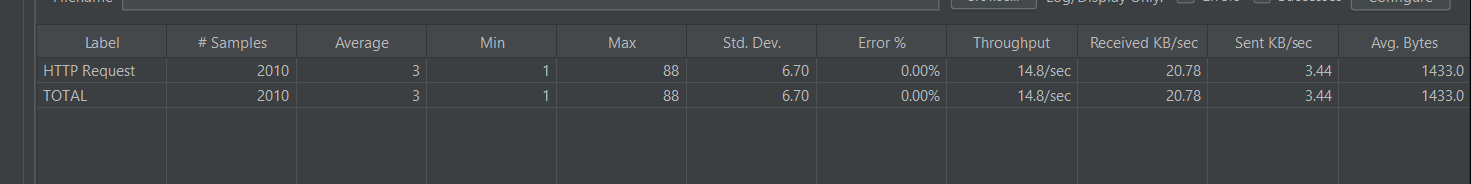 Filename Browse... Log/Display Only: Errors Successes Configure
Label # Samples Average Min Max Std. Dev. Error % Throughput Received KB/sec Sent KB/sec Avg. Bytes
HTTP Request 2010 3 1 88 6.70 0.00% 14.8/sec 20.78 3.44 1433.0
TOTAL 2010 3 1 88 6.70 0.00% 14.8/sec 20.78 3.44 1433.0